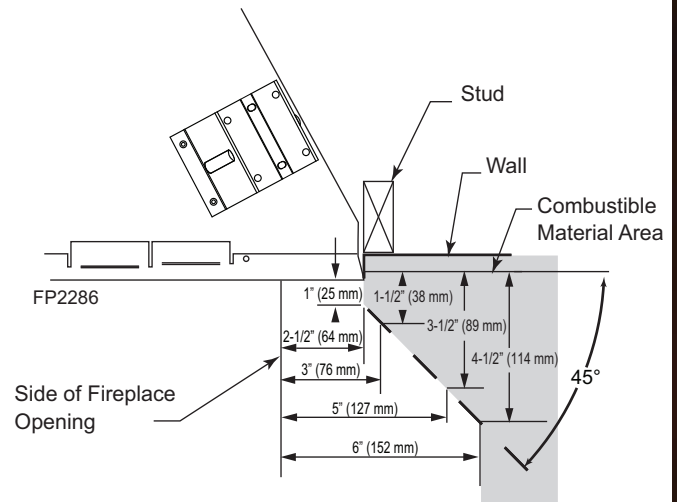 Stud
Wall
Combustible
Material Area
FP2286
1” (25 mm)
1-1/2” (38 mm)
3-1/2” (89 mm)
2-1/2” (64 mm)
4-1/2” (114 mm)
3” (76 mm)
45°
Side of Fireplace
Opening
5” (127 mm)
6” (152 mm)